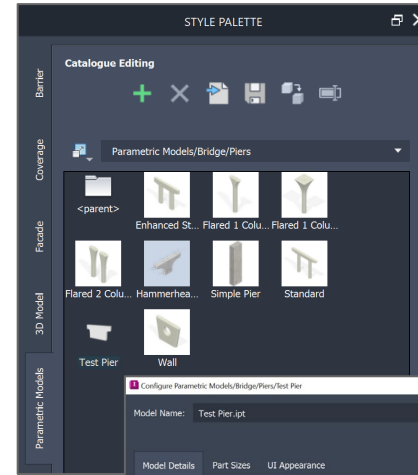 STYLE PALETTE
Catalogue Editing
Parametric Models/Bridge/Piers
<parent>
Enhanced St...
Flared 1 Colu...
Flared 1 Colu...
Flared 2 Colu...
Hammerhea...
Simple Pier
Standard
Test Pier
Wall
Barrier
Coverage
Facade
3D Model
Parametric Models
Configure Parametric Models/Bridge/Piers/Test Pier
Model Name: Test Pier.ipt
Model Details Part Sizes UI Appearance